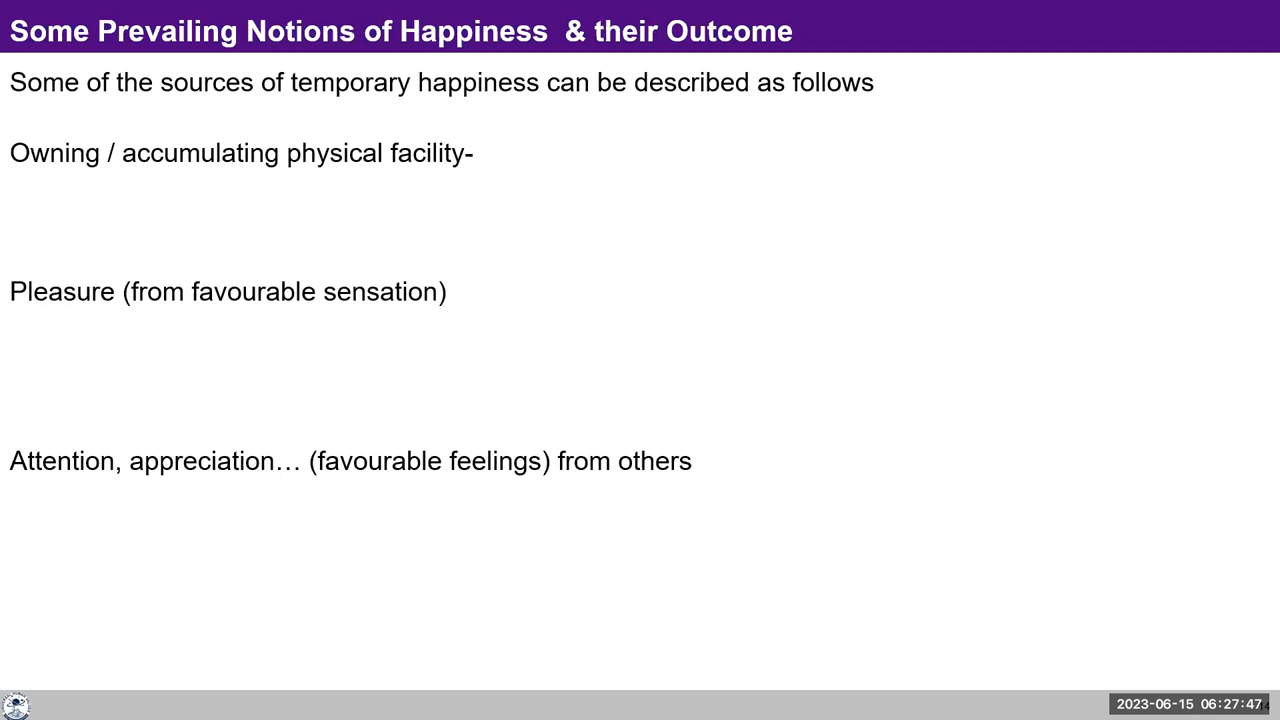 Some Prevailing Notions of Happiness & their Outcome
Some of the sources of temporary happiness can be described as follows
Owning / accumulating physical facility-
Pleasure (from favourable sensation)
Attention, appreciation… (favourable feelings) from others
2023-06-15 06:27:47